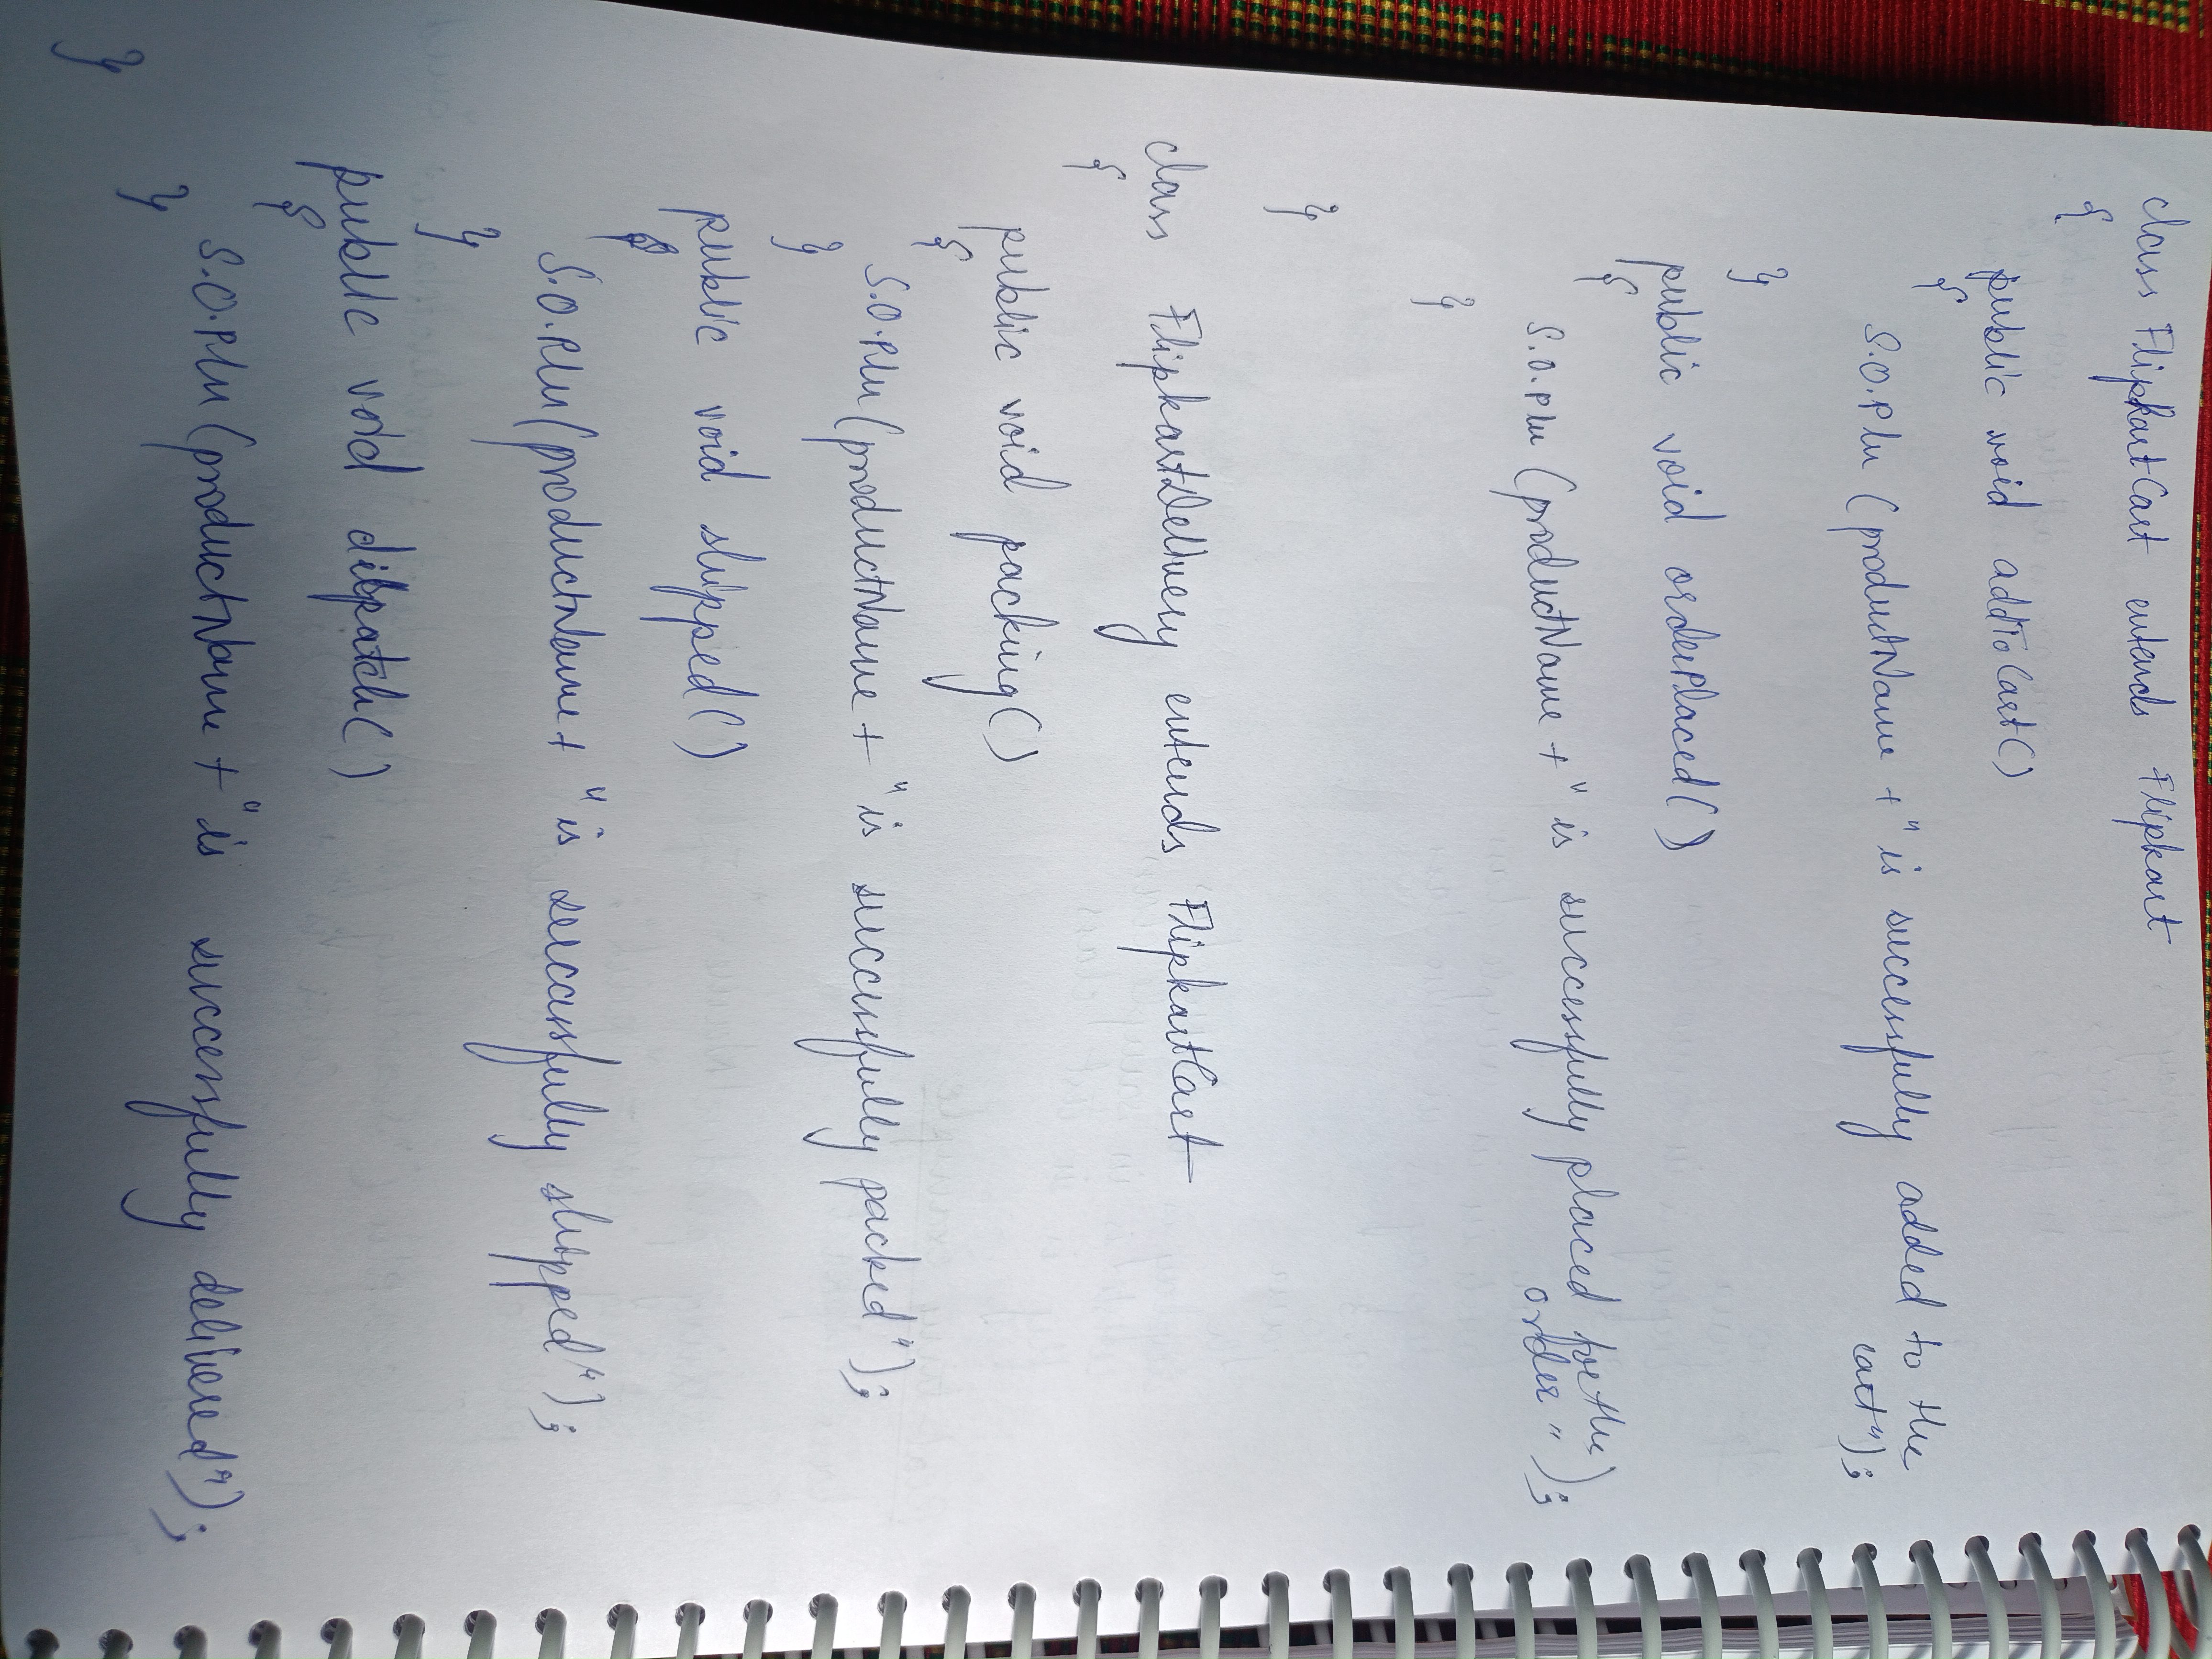 class FlipkartCart extends Flipkart
{
public void addToCart()
{
S.O.Pln (productName + " is successfully added to the
cart");
}
public void orderPlaced()
{
S.O.Pln (productName + " is successfully placed for the)
order");
}
}
class FlipkartDelivery extends FlipkartCart
{
public void packing()
{
S.O.Pln (productName + " is successfully packed");
}
public void shipped()
{
S.O.Pln (productName + " is successfully shipped");
}
public void dispatch()
{
S.O.Pln (productName + " is successfully delivered");
}
}